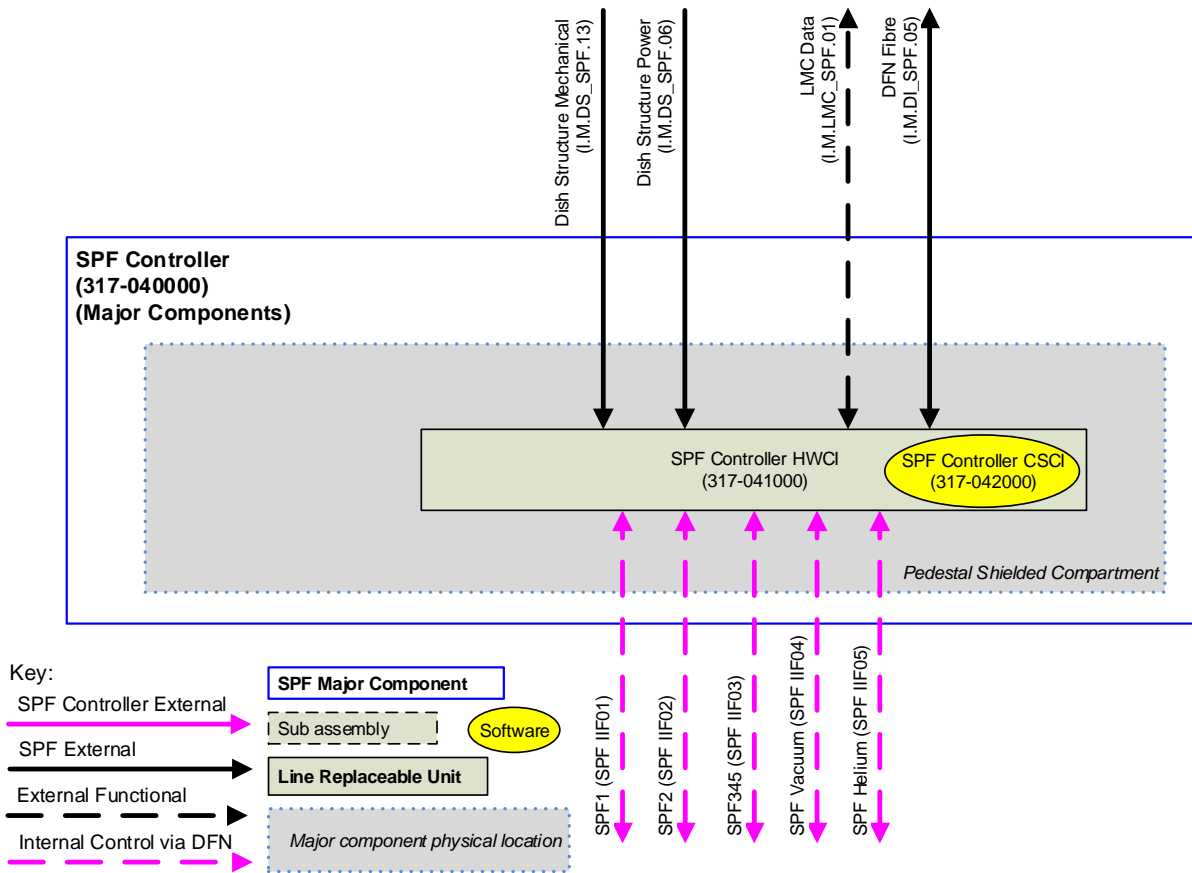 Dish Structure Mechanical
(I.M.DS_SPF.13)
Dish Structure Power
(I.M.DS_SPF.06)
LMC Data
(I.M.LMC_SPF.01)
DFN Fibre
(I.M.DI_SPF.05)
SPF Controller
(317-040000)
(Major Components)
SPF Controller HWCI
(317-041000)
SPF Controller CSCI
(317-042000)
Pedestal Shielded Compartment
SPF1 (SPF IIF01)
SPF2 (SPF IIF02)
SPF345 (SPF IIF03)
SPF Vacuum (SPF IIF04)
SPF Helium (SPF IIF05)
Key:
SPF Controller External
SPF External
External Functional
Internal Control via DFN
SPF Major Component
Sub assembly
Software
Line Replaceable Unit
Major component physical location